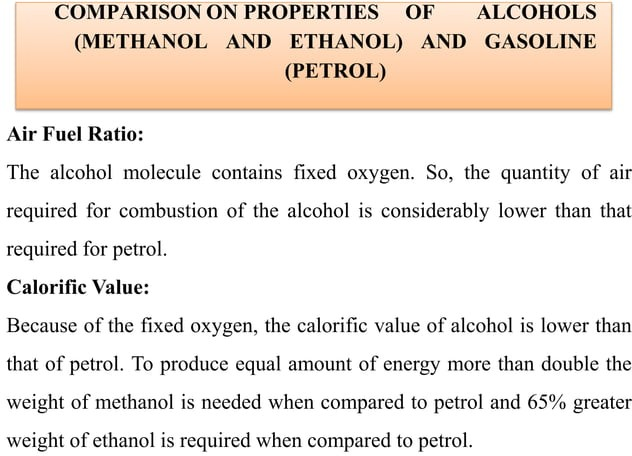 COMPARISON ON PROPERTIES OF ALCOHOLS
(METHANOL AND ETHANOL) AND GASOLINE
(PETROL)
Air Fuel Ratio:
The alcohol molecule contains fixed oxygen. So, the quantity of air
required for combustion of the alcohol is considerably lower than that
required for petrol.
Calorific Value:
Because of the fixed oxygen, the calorific value of alcohol is lower than
that of petrol. To produce equal amount of energy more than double the
weight of methanol is needed when compared to petrol and 65% greater
weight of ethanol is required when compared to petrol.